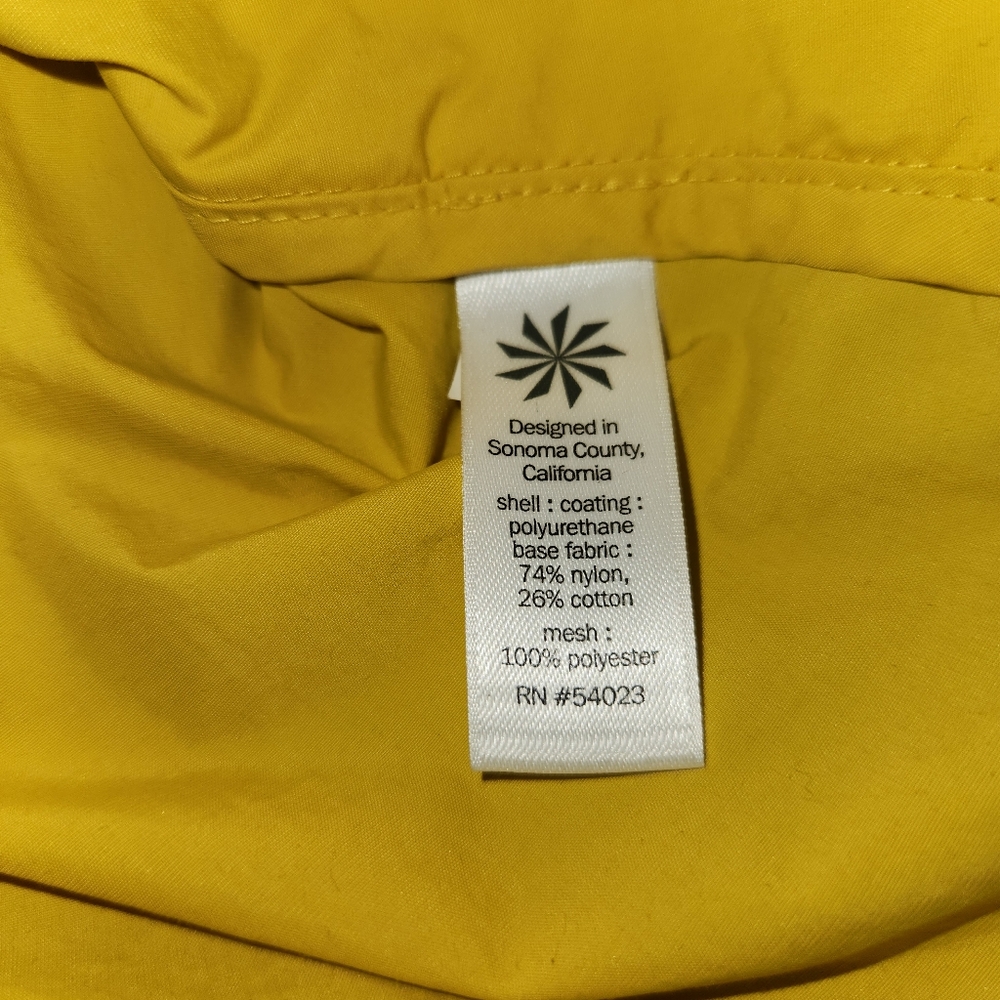 Designed in
Sonoma County,
California
shell : coating :
polyurethane
base fabric :
74% nylon,
26% cotton
mesh :
100% polyester
RN #54023